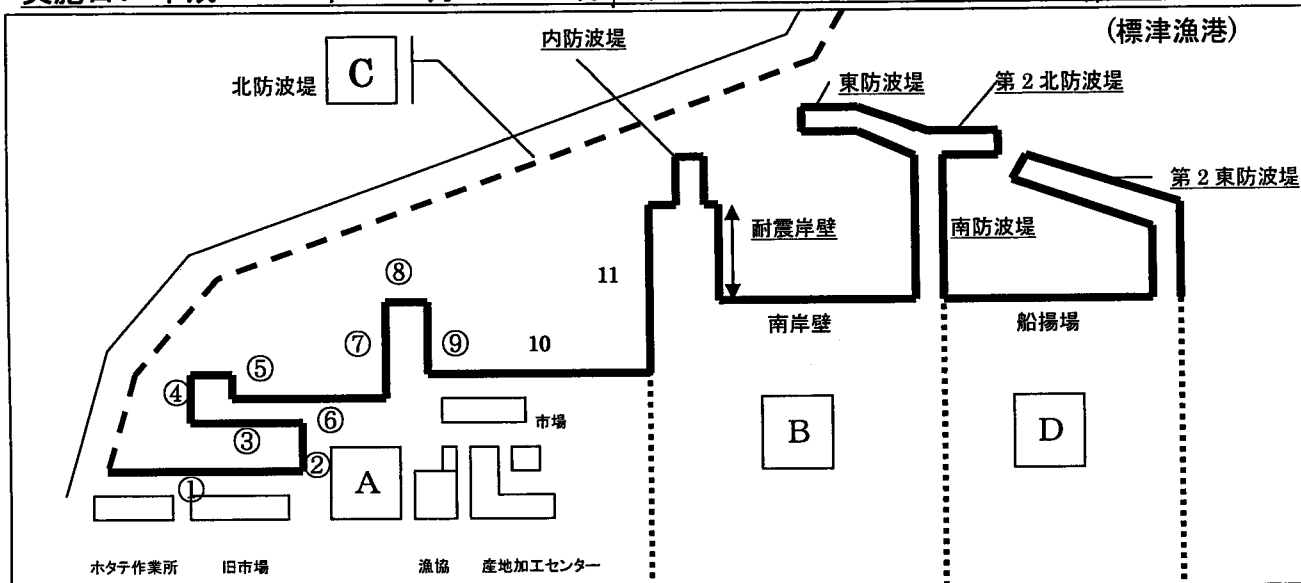 (標津漁港)
内防波堤
北防波堤
C
東防波堤
第2北防波堤
第2東防波堤
耐震岸壁
南防波堤
11
⑧
南岸壁
船揚場
⑦
⑨
10
⑤
④
⑥
市場
③
②
A
B
D
①
ホタテ作業所
旧市場
漁協
産地加工センター